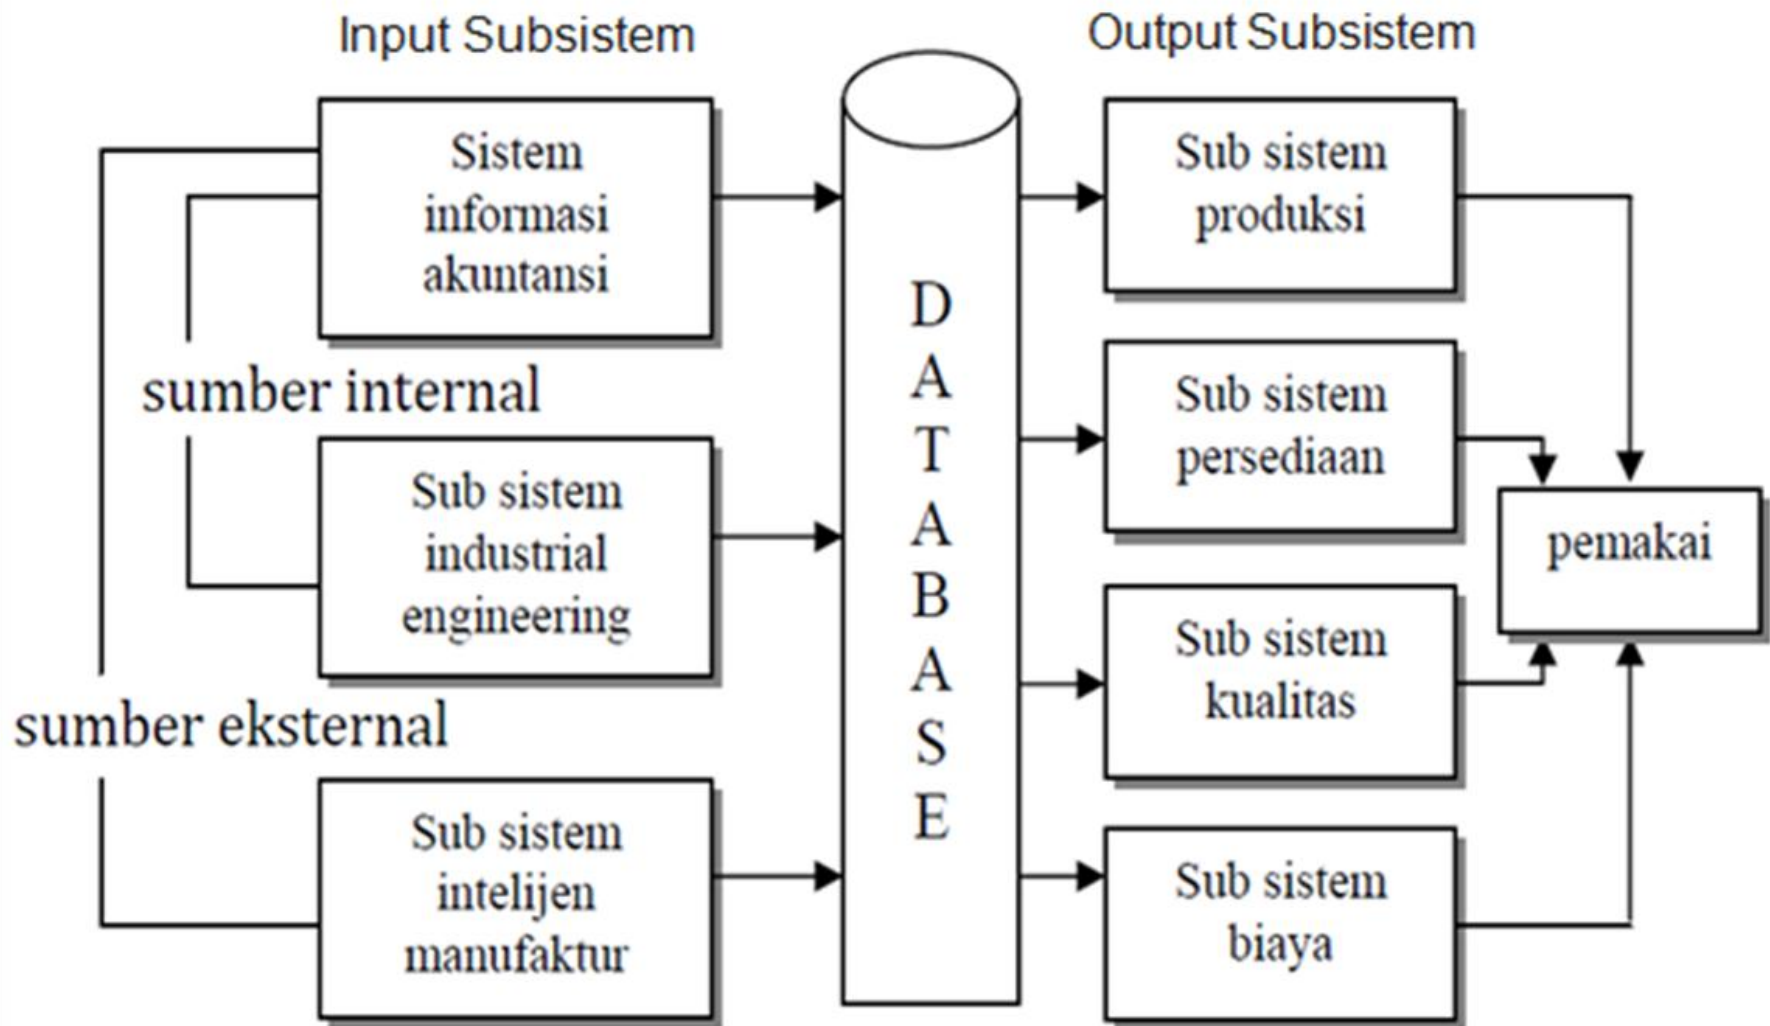 Input Subsistem
Output Subsistem
Sistem
informasi
akuntansi
sumber internal
Sub sistem
industrial
engineering
sumber eksternal
Sub sistem
intelijen
manufaktur
D
A
T
A
B
A
S
E
Sub sistem
produksi
Sub sistem
persediaan
Sub sistem
kualitas
Sub sistem
biaya
pemakai